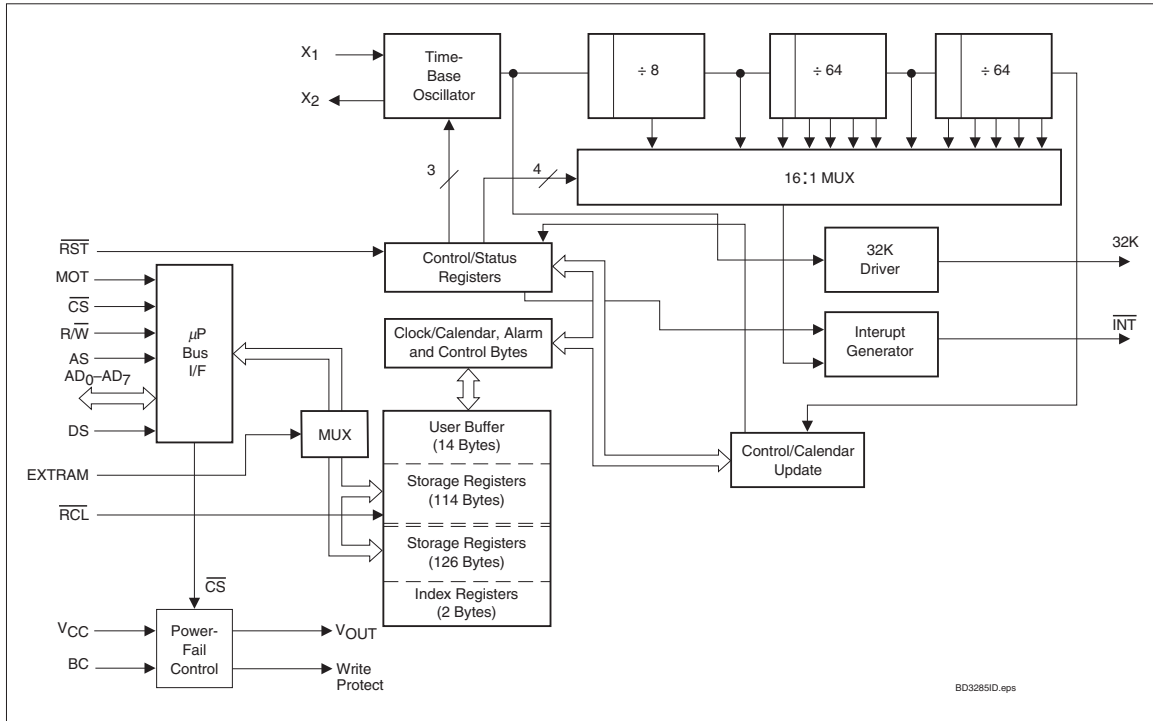 X1
X2
Time-
Base
Oscillator
÷ 8
÷ 64
÷ 64
3
4
16:1 MUX
RST
MOT
CS
R/W
AS
AD0–AD7
DS
EXTRAM
RCL
μP
Bus
I/F
Control/Status
Registers
32K
Driver
32K
Clock/Calendar, Alarm
and Control Bytes
Interupt
Generator
INT
MUX
User Buffer
(14 Bytes)
Storage Registers
(114 Bytes)
Storage Registers
(126 Bytes)
Index Registers
(2 Bytes)
Control/Calendar
Update
CS
VCC
BC
Power-
Fail
Control
VOUT
Write
Protect
BD3285ID.eps